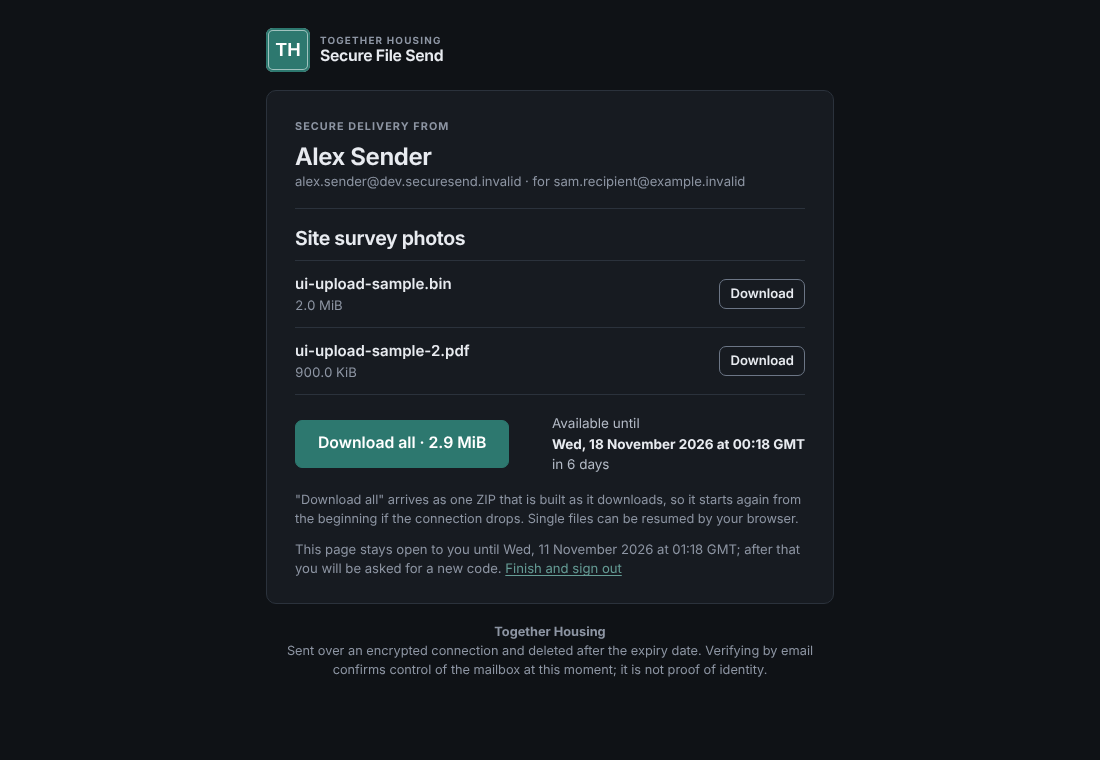 TH
TOGETHER HOUSING
Secure File Send
SECURE DELIVERY FROM
Alex Sender
alex.sender@dev.securesend.invalid · for sam.recipient@example.invalid
Site survey photos
ui-upload-sample.bin
2.0 MiB
Download
ui-upload-sample-2.pdf
900.0 KiB
Download
Download all · 2.9 MiB
Available until
Wed, 18 November 2026 at 00:18 GMT
in 6 days
"Download all" arrives as one ZIP that is built as it downloads, so it starts again from
the beginning if the connection drops. Single files can be resumed by your browser.
This page stays open to you until Wed, 11 November 2026 at 01:18 GMT; after that
you will be asked for a new code. Finish and sign out
Together Housing
Sent over an encrypted connection and deleted after the expiry date. Verifying by email
confirms control of the mailbox at this moment; it is not proof of identity.